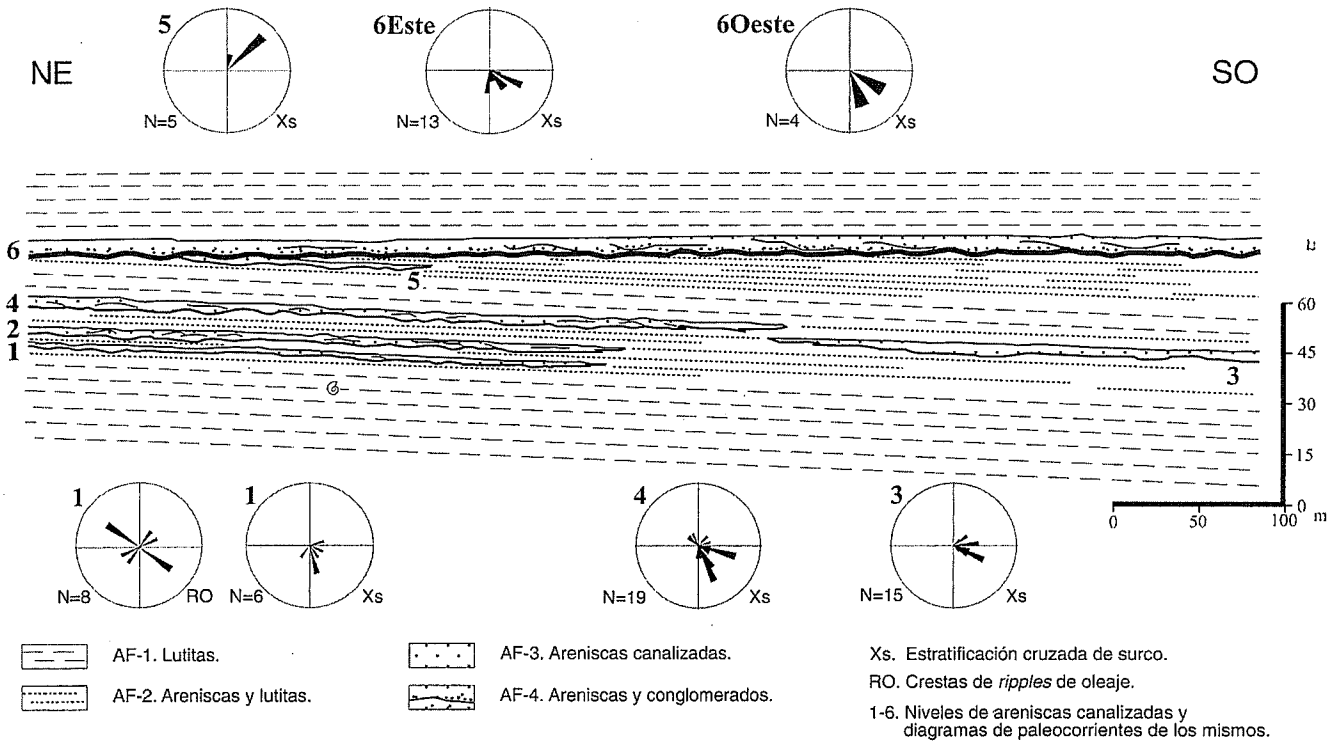 5
6Este
6Oeste
NE
SO
N=5
Xs
N=13
Xs
N=4
Xs
6
5
4
2
1
3
60
45
30
15
0
m
0
50
100
1
1
4
3
N=8
RO
N=6
Xs
N=19
Xs
N=15
Xs
AF-1. Lutitas.
AF-3. Areniscas canalizadas.
Xs. Estratificación cruzada de surco.
AF-2. Areniscas y lutitas.
AF-4. Areniscas y conglomerados.
RO. Crestas de ripples de oleaje.
1-6. Niveles de areniscas canalizadas y
diagramas de paleocorrientes de los mismos.